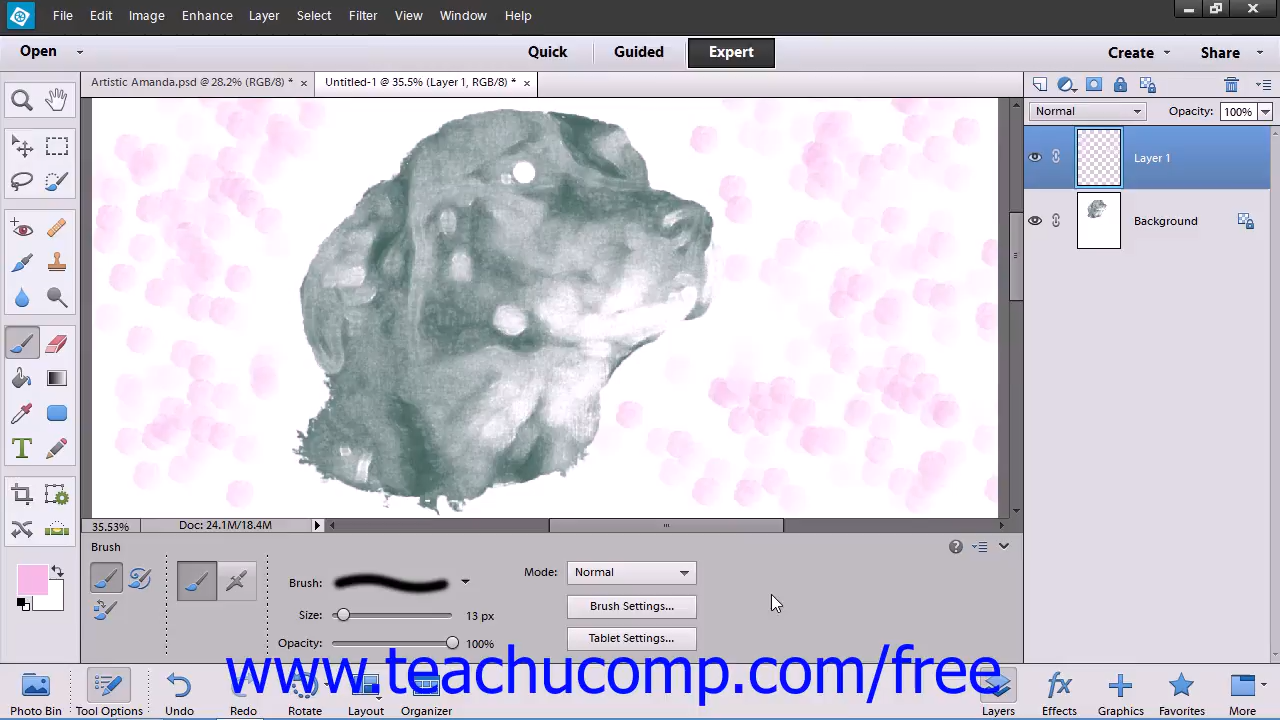 File Edit Image Enhance Layer Select Filter View Window Help
Open Quick Guided Expert Create Share
Artistic Amanda.psd @ 28.2% (RGB/8) * × Untitled-1 @ 35.5% (Layer 1, RGB/8) * ×
Normal Opacity: 100%
Layer 1
Background
35.53% Doc: 24.1M/18.4M
Brush
Brush: Mode: Normal
Size: 13 px Brush Settings...
Opacity: 100% Tablet Settings...
www.teachucomp.com/free
Photo Bin Tool Options Undo Redo Rotate Layout Organizer Layers Effects Graphics Favorites More